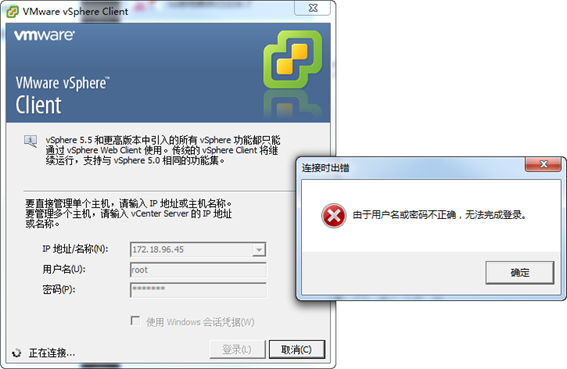 VMware vSphere Client
vmware
VMware vSphere™
Client
vSphere 5.5 和更高版本中引入的所有 vSphere 功能都只能
通过 vSphere Web Client 使用。传统的 vSphere Client 将继
续运行，支持与 vSphere 5.0 相同的功能集。
要直接管理单个主机，请输入 IP 地址或主机名称。
要管理多个主机，请输入 vCenter Server 的 IP 地址
或名称。
IP 地址/名称(N): 172.18.96.45
用户名(U): root
密码(P): *******
使用 Windows 会话凭据(W)
正在连接... 登录(L) 取消(C)
连接时出错
由于用户名或密码不正确，无法完成登录。
确定